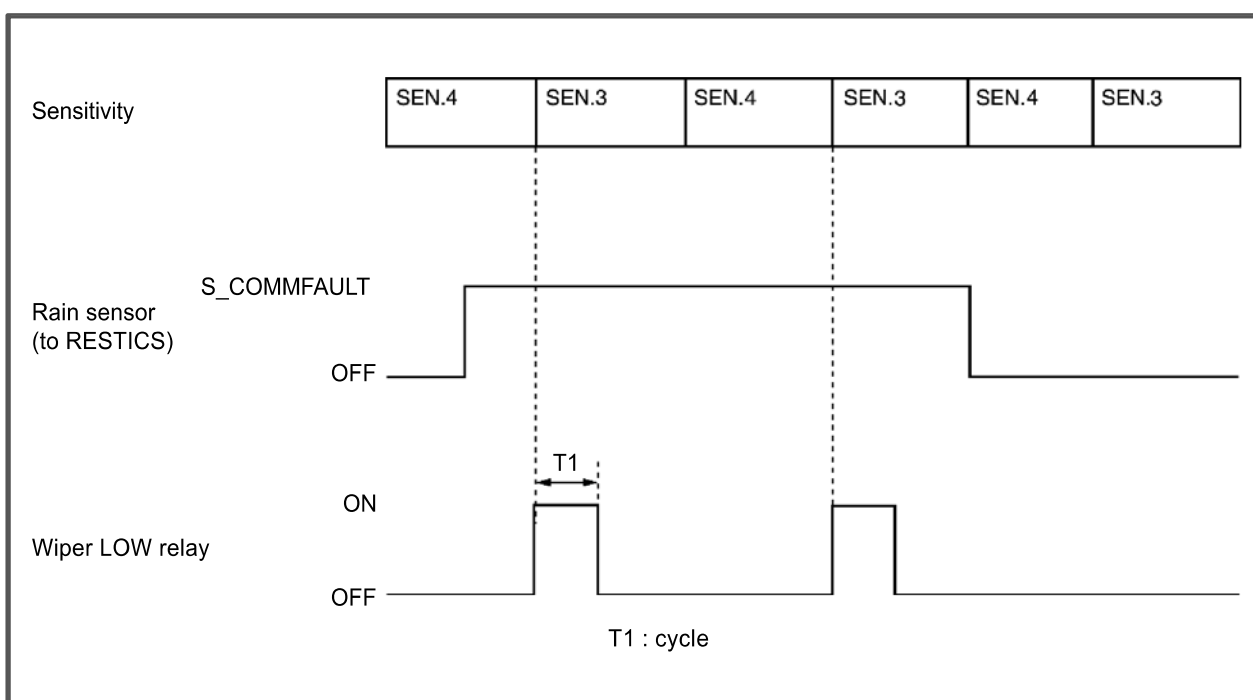 Sensitivity
SEN.4 SEN.3 SEN.4 SEN.3 SEN.4 SEN.3
S_COMMFAULT
Rain sensor
(to RESTICS)
OFF
T1
ON
Wiper LOW relay
OFF
T1 : cycle